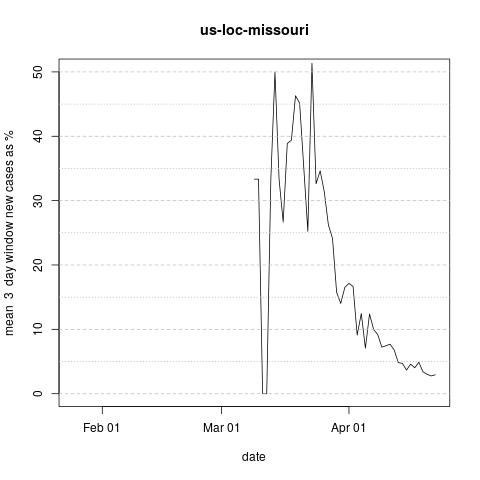 us-loc-missouri
mean 3 day window new cases as %
50
40
30
20
10
0
Feb 01
Mar 01
Apr 01
date